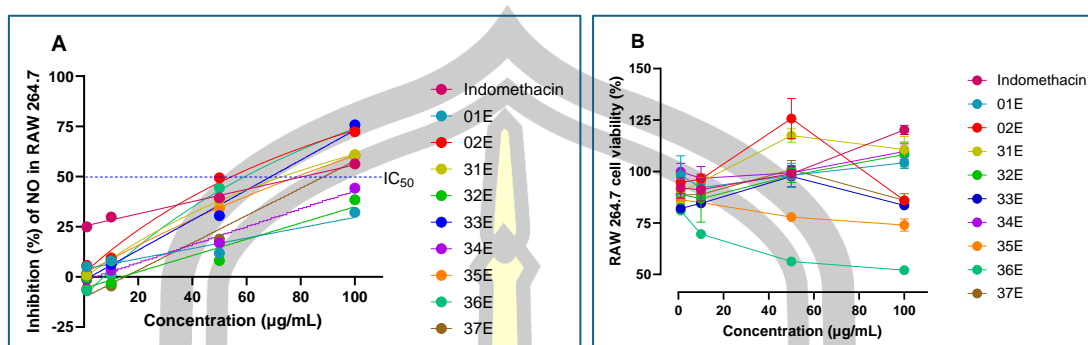 A
Inhibition (%) of NO in RAW 264.7
100
75
50
25
0
-25
20
40
60
80
100
Concentration (µg/mL)
IC50
Indomethacin
01E
02E
31E
32E
33E
34E
35E
36E
37E
B
RAW 264.7 cell viability (%)
150
125
100
75
50
0
20
40
60
80
100
Concentration (µg/mL)
Indomethacin
01E
02E
31E
32E
33E
34E
35E
36E
37E